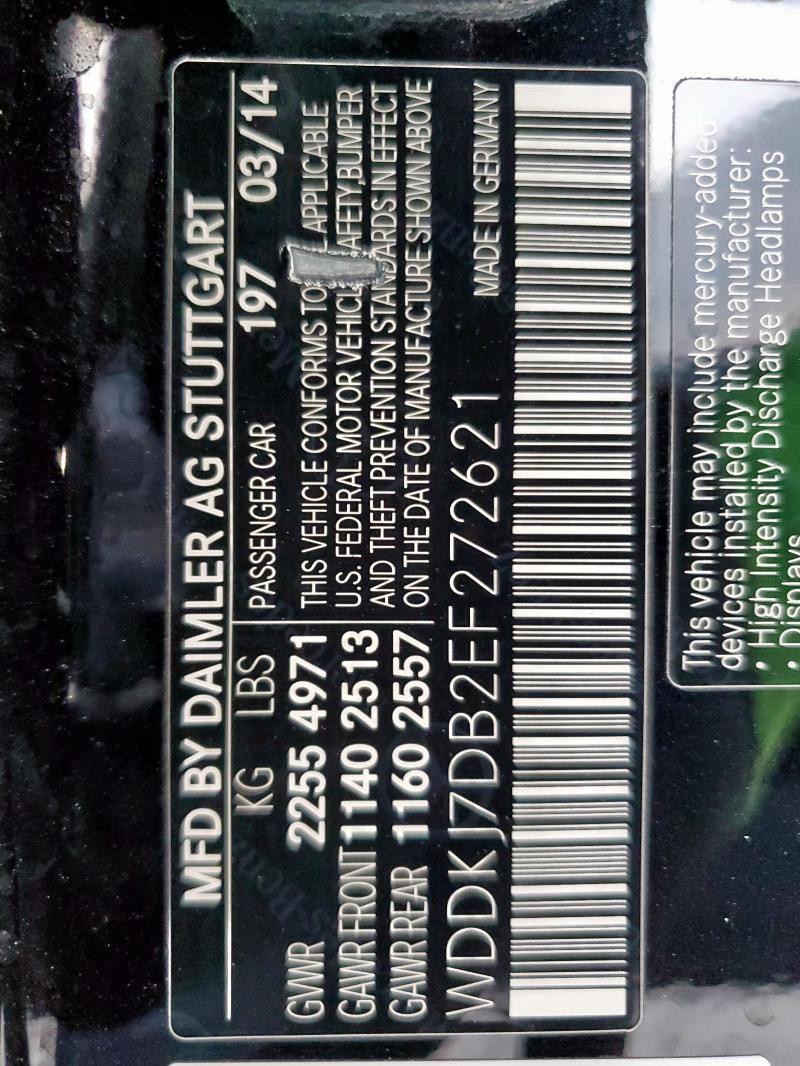 MFD BY DAIMLER AG STUTTGART
KG LBS PASSENGER CAR 197 03/14
GVWR 2255 4971
GAWR FRONT 1140 2513
GAWR REAR 1160 2557
THIS VEHICLE CONFORMS TO APPLICABLE
U.S. FEDERAL MOTOR VEHICLE SAFETY,BUMPER
AND THEFT PREVENTION STANDARDS IN EFFECT
ON THE DATE OF MANUFACTURE SHOWN ABOVE
WDDKJ7DB2EF272621 MADE IN GERMANY
This vehicle may include mercury-added
devices installed by the manufacturer:
• High Intensity Discharge Headlamps
• Displays